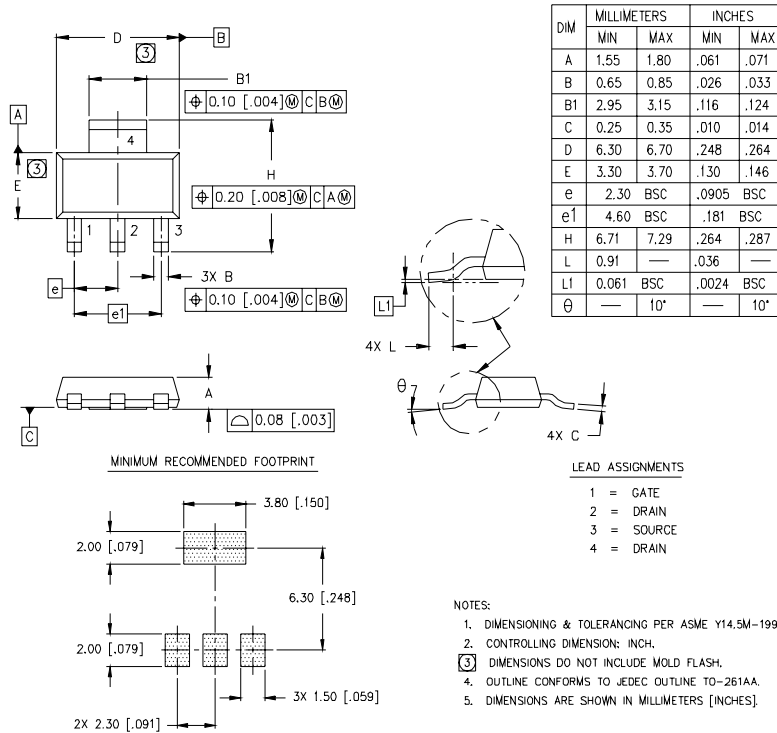 D
B
3
B1
⌖ 0.10 [.004]Ⓜ C BⓂ
A
4
3
E
H
⌖ 0.20 [.008]Ⓜ C AⓂ
1 2 3
e
3X B
e1
⌖ 0.10 [.004]Ⓜ C BⓂ
L1
4X L
A
θ
C
⌓ 0.08 [.003]
4X C
DIM MILLIMETERS INCHES
MIN MAX MIN MAX
A 1.55 1.80 .061 .071
B 0.65 0.85 .026 .033
B1 2.95 3.15 .116 .124
C 0.25 0.35 .010 .014
D 6.30 6.70 .248 .264
E 3.30 3.70 .130 .146
e 2.30 BSC .0905 BSC
e1 4.60 BSC .181 BSC
H 6.71 7.29 .264 .287
L 0.91 — .036 —
L1 0.061 BSC .0024 BSC
θ — 10° — 10°
MINIMUM RECOMMENDED FOOTPRINT
3.80 [.150]
2.00 [.079]
6.30 [.248]
2.00 [.079]
3X 1.50 [.059]
2X 2.30 [.091]
LEAD ASSIGNMENTS
1 = GATE
2 = DRAIN
3 = SOURCE
4 = DRAIN
NOTES:
1. DIMENSIONING & TOLERANCING PER ASME Y14.5M-199
2. CONTROLLING DIMENSION: INCH.
3 DIMENSIONS DO NOT INCLUDE MOLD FLASH.
4. OUTLINE CONFORMS TO JEDEC OUTLINE TO-261AA.
5. DIMENSIONS ARE SHOWN IN MILLIMETERS [INCHES].